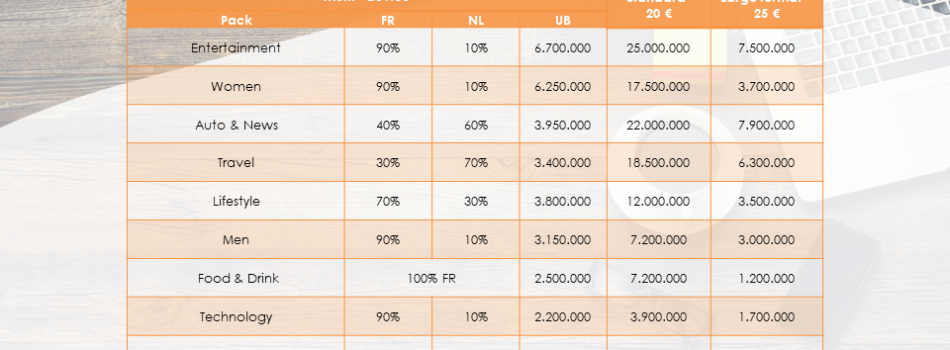 Pack FR NL UB 20 € 25 €
Entertainment 90% 10% 6.700.000 25.000.000 7.500.000
Women 90% 10% 6.250.000 17.500.000 3.700.000
Auto & News 40% 60% 3.950.000 22.000.000 7.900.000
Travel 30% 70% 3.400.000 18.500.000 6.300.000
Lifestyle 70% 30% 3.800.000 12.000.000 3.500.000
Men 90% 10% 3.150.000 7.200.000 3.000.000
Food & Drink 100% FR 2.500.000 7.200.000 1.200.000
Technology 90% 10% 2.200.000 3.900.000 1.700.000